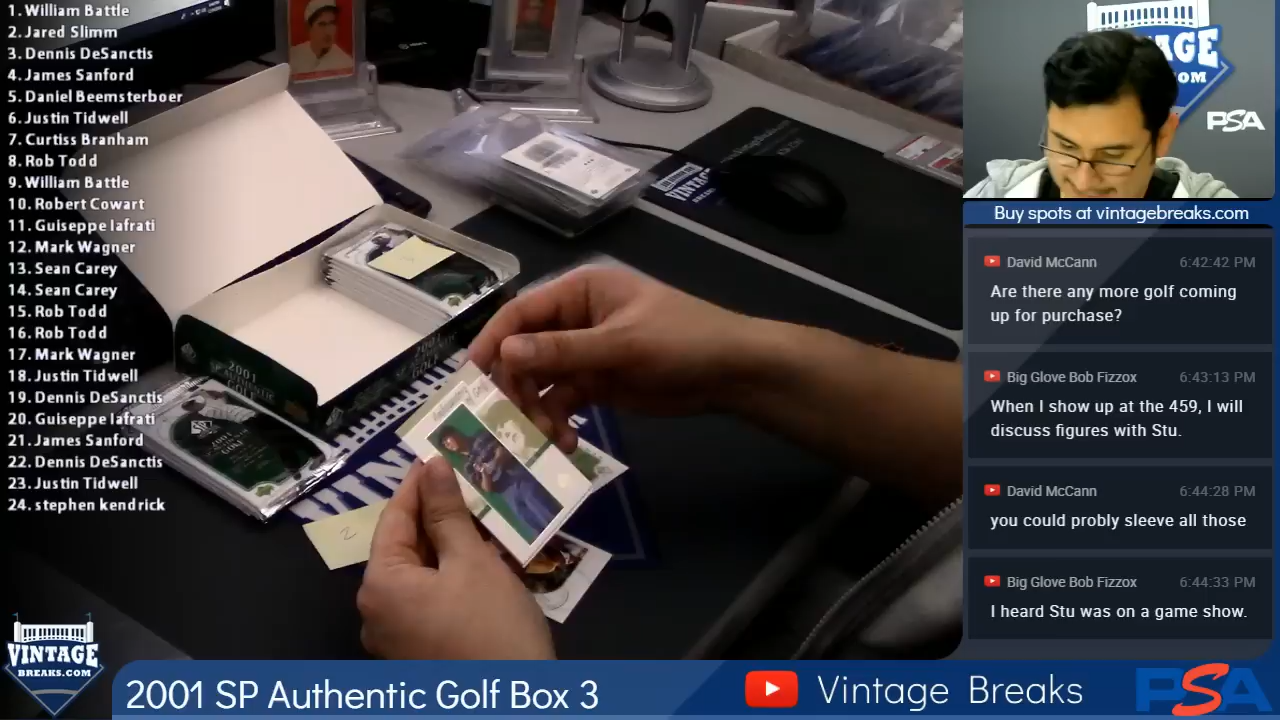 1. William Battle
2. Jared Slimm
3. Dennis DeSanctis
4. James Sanford
5. Daniel Beemsterboer
6. Justin Tidwell
7. Curtiss Branham
8. Rob Todd
9. William Battle
10. Robert Cowart
11. Guiseppe Iafrati
12. Mark Wagner
13. Sean Carey
14. Sean Carey
15. Rob Todd
16. Rob Todd
17. Mark Wagner
18. Justin Tidwell
19. Dennis DeSanctis
20. Guiseppe Iafrati
21. James Sanford
22. Dennis DeSanctis
23. Justin Tidwell
24. stephen kendrick
2001
SP AUTHENTIC
GOLF
2
VINTAGE
PSA
Buy spots at vintagebreaks.com
David McCann 6:42:42 PM
Are there any more golf coming
up for purchase?
Big Glove Bob Fizzox 6:43:13 PM
When I show up at the 459, I will
discuss figures with Stu.
David McCann 6:44:28 PM
you could probly sleeve all those
Big Glove Bob Fizzox 6:44:33 PM
I heard Stu was on a game show.
VINTAGE
BREAKS.COM
2001 SP Authentic Golf Box 3
Vintage Breaks
PSA